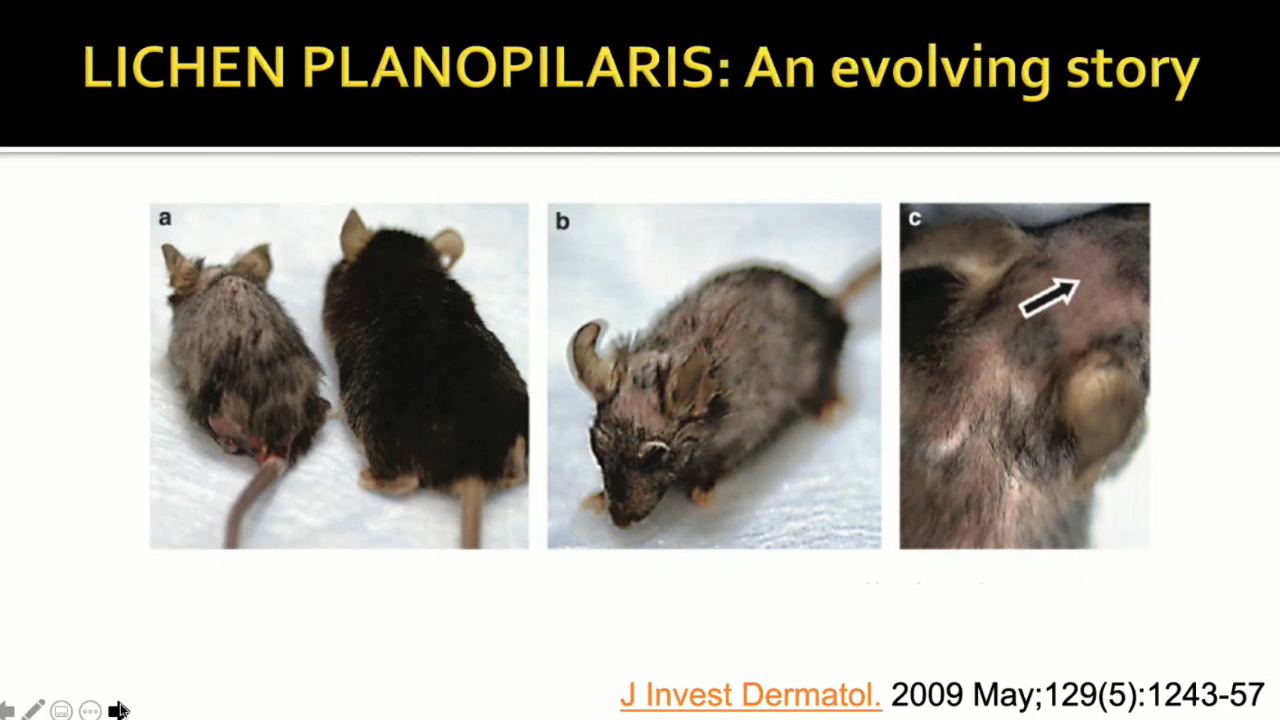 LICHEN PLANOPILARIS: An evolving story
a
b
c
J Invest Dermatol. 2009 May;129(5):1243-57